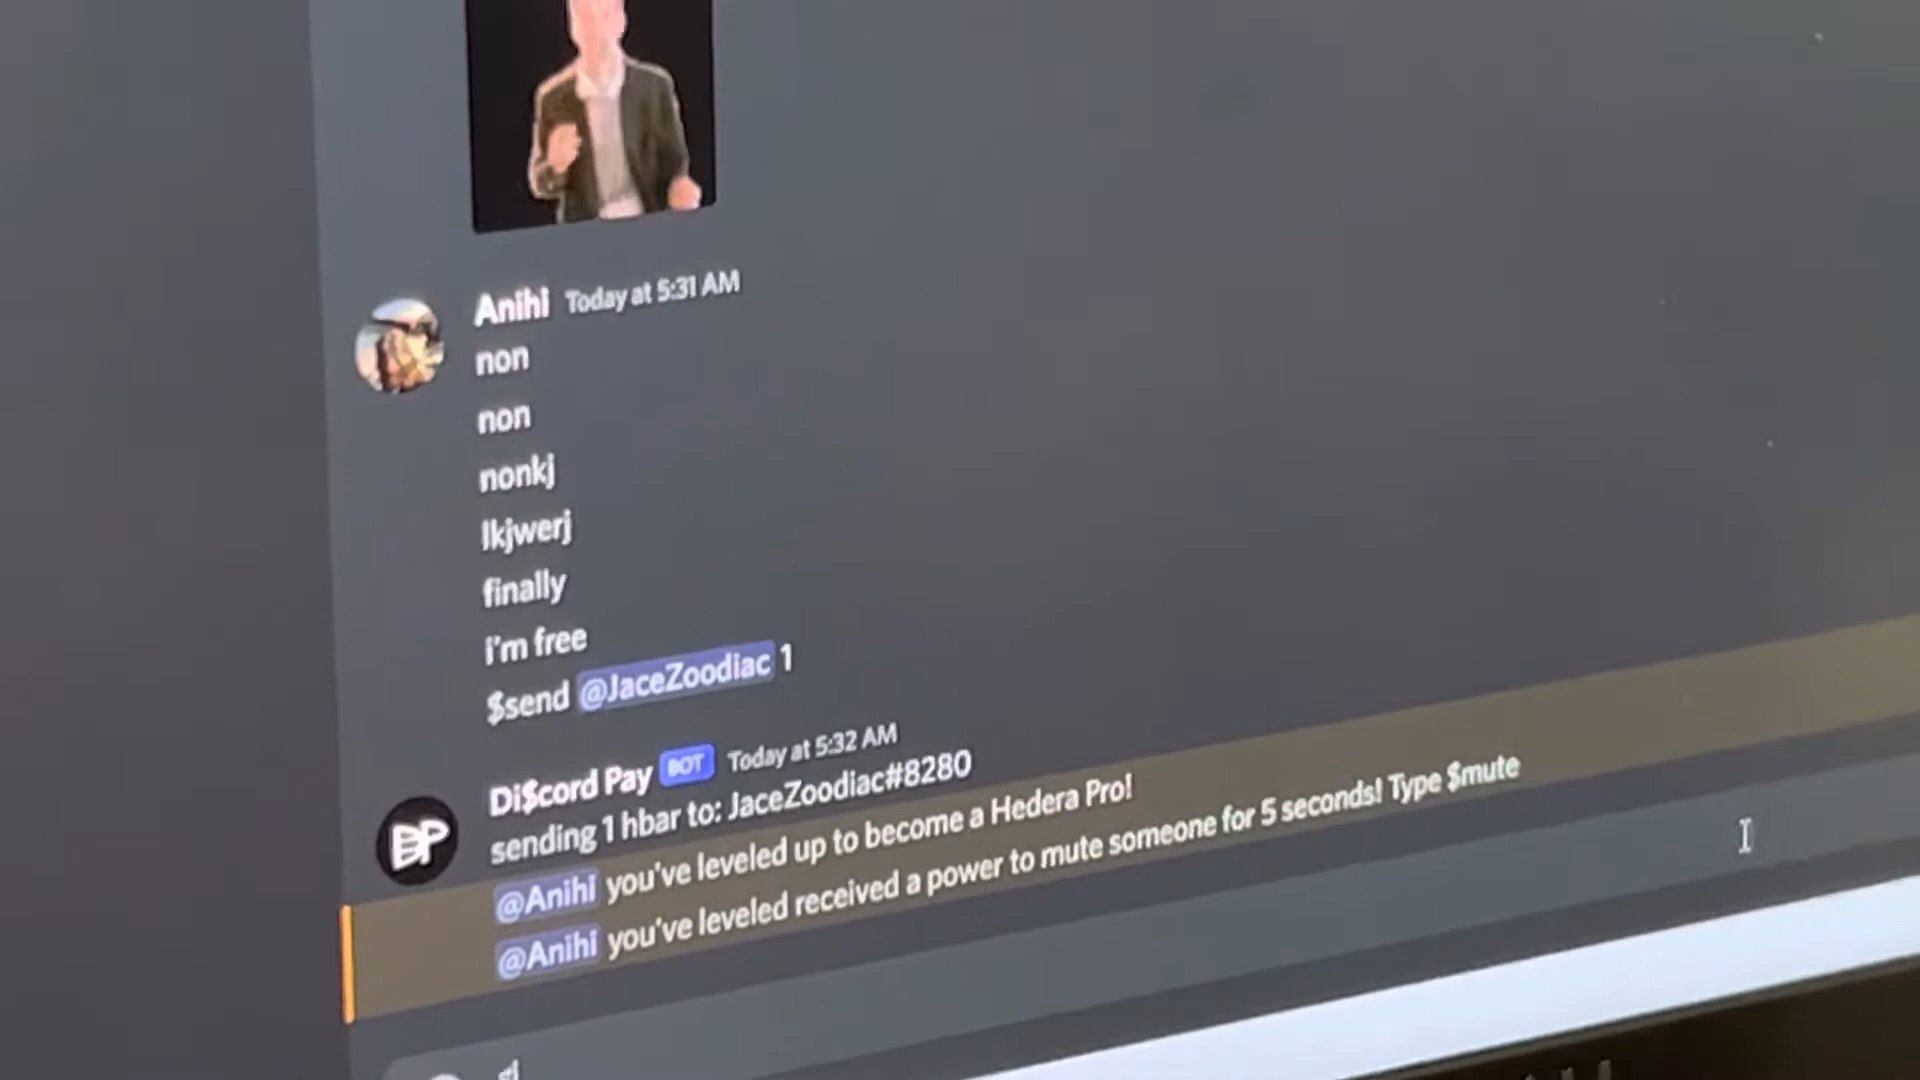 Anihi Today at 5:31 AM
non
non
nonkj
lkjwerj
finally
i'm free
$send @JaceZoodiac 1
Di$cord Pay BOT Today at 5:32 AM
DP
sending 1 hbar to: JaceZoodiac#8280
@Anihi you've leveled up to become a Hedera Pro!
@Anihi you've leveled received a power to mute someone for 5 seconds! Type $mute